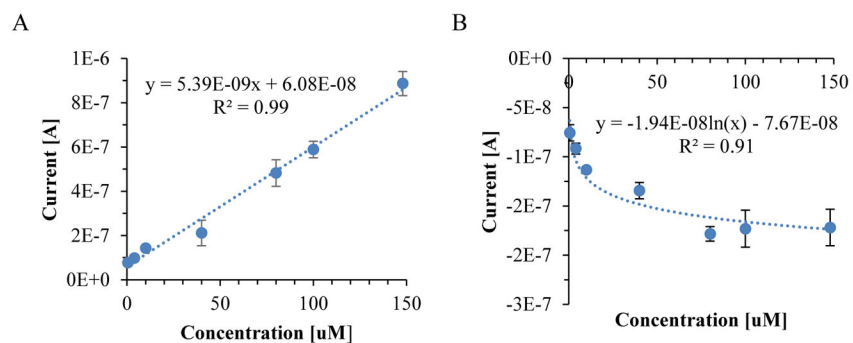 A
1E-6
8E-7
6E-7
4E-7
2E-7
0E+0
Current [A]
y = 5.39E-09x + 6.08E-08
R² = 0.99
0 50 100 150
Concentration [uM]
B
0E+0
-5E-8
-1E-7
-2E-7
-2E-7
-3E-7
Current [A]
0 50 100 150
y = -1.94E-08ln(x) - 7.67E-08
R² = 0.91
Concentration [uM]